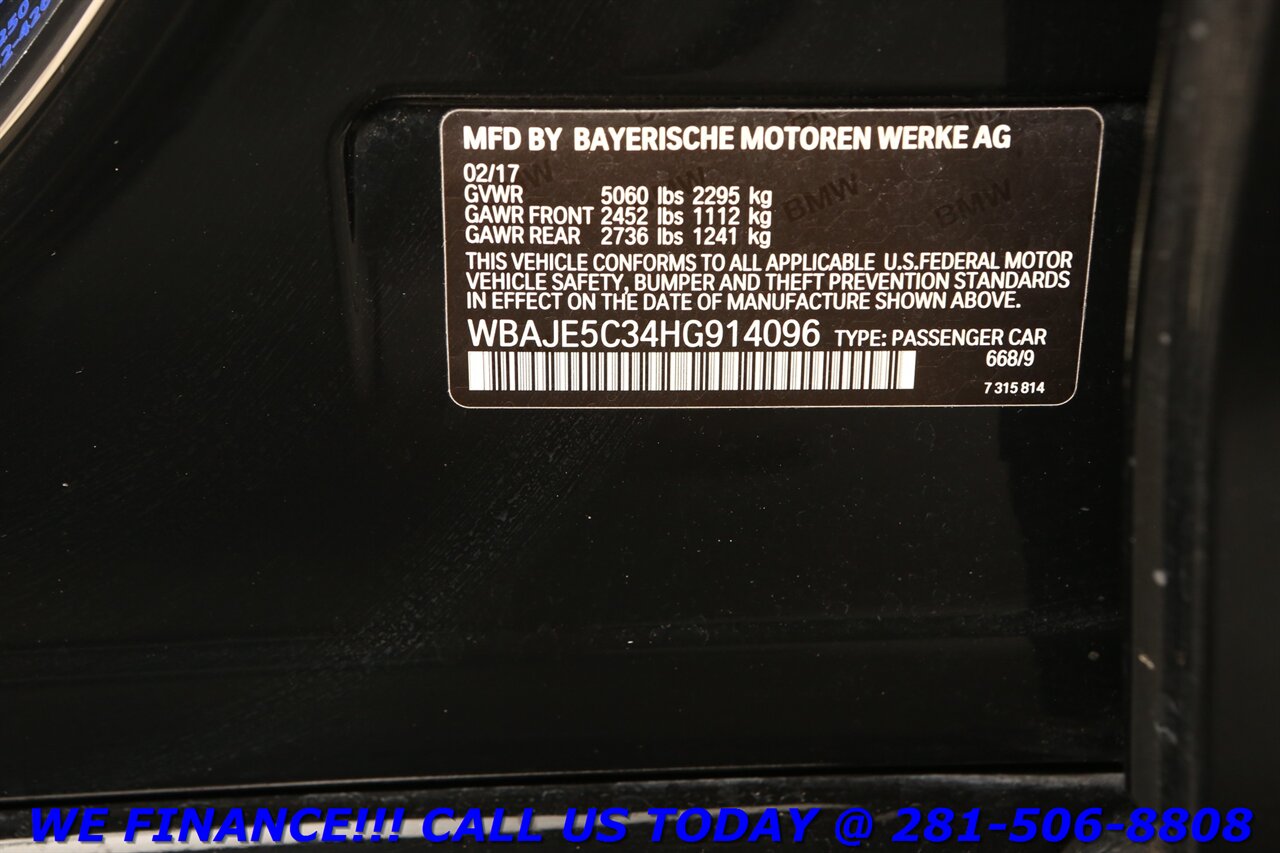 MFD BY BAYERISCHE MOTOREN WERKE AG
02/17
GVWR 5060 lbs 2295 kg
GAWR FRONT 2452 lbs 1112 kg
GAWR REAR 2736 lbs 1241 kg
THIS VEHICLE CONFORMS TO ALL APPLICABLE U.S.FEDERAL MOTOR
VEHICLE SAFETY, BUMPER AND THEFT PREVENTION STANDARDS
IN EFFECT ON THE DATE OF MANUFACTURE SHOWN ABOVE.
WBAJE5C34HG914096 TYPE: PASSENGER CAR
668/9
7 315 814
WE FINANCE!!! CALL US TODAY @ 281-506-8808